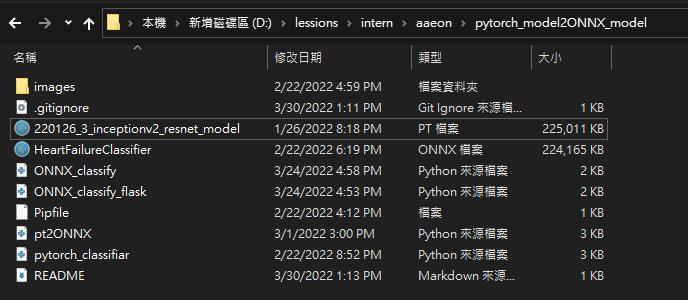 本機 > 新增磁碟區 (D:) > lessions > intern > aaeon > pytorch_model2ONNX_model
名稱 修改日期 類型 大小
images 2/22/2022 4:59 PM 檔案資料夾
.gitignore 3/30/2022 1:11 PM Git Ignore 來源檔... 1 KB
220126_3_inceptionv2_resnet_model 1/26/2022 8:18 PM PT 檔案 225,011 KB
HeartFailureClassifier 2/22/2022 6:19 PM ONNX 檔案 224,165 KB
ONNX_classify 3/24/2022 4:58 PM Python 來源檔案 2 KB
ONNX_classify_flask 3/24/2022 4:53 PM Python 來源檔案 2 KB
Pipfile 2/22/2022 4:12 PM 檔案 1 KB
pt2ONNX 3/1/2022 3:00 PM Python 來源檔案 3 KB
pytorch_classifiar 2/22/2022 8:52 PM Python 來源檔案 3 KB
README 3/30/2022 1:13 PM Markdown 來源... 3 KB